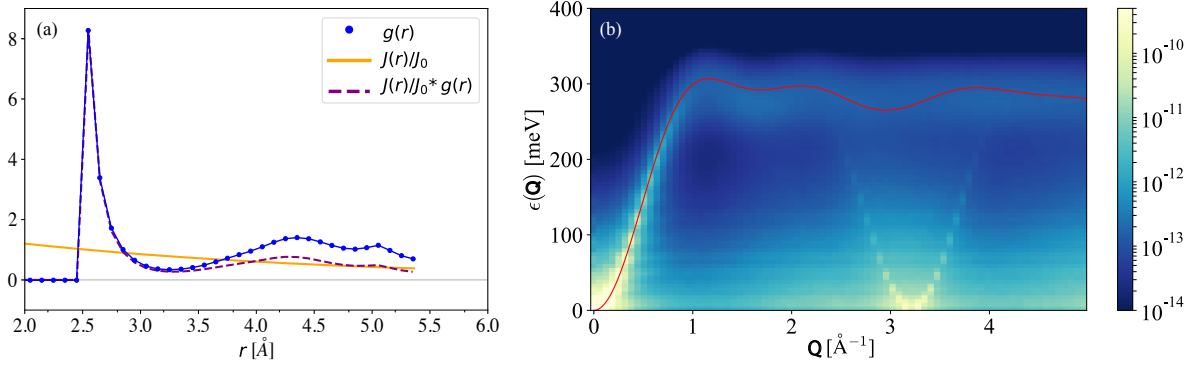 (a)
g(r)
J(r)/J₀
J(r)/J₀* g(r)
8
6
4
2
0
2.0 2.5 3.0 3.5 4.0 4.5 5.0 5.5 6.0
r [Å]
(b)
ϵ(Q) [meV]
400
300
200
100
0
0 1 2 3 4
Q [Å⁻¹]
10⁻¹⁰
10⁻¹¹
10⁻¹²
10⁻¹³
10⁻¹⁴